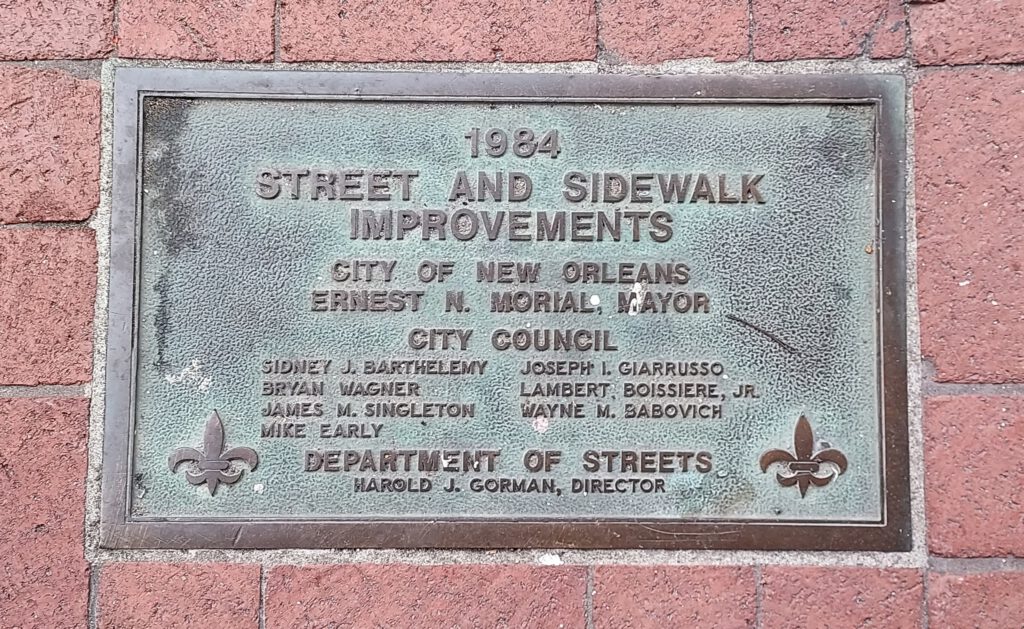 1984
STREET AND SIDEWALK
IMPROVEMENTS
CITY OF NEW ORLEANS
ERNEST N. MORIAL, MAYOR
CITY COUNCIL
SIDNEY J. BARTHELEMY JOSEPH I. GIARRUSSO
BRYAN WAGNER LAMBERT BOISSIERE, JR.
JAMES M. SINGLETON WAYNE M. BABOVICH
MIKE EARLY
DEPARTMENT OF STREETS
HAROLD J. GORMAN, DIRECTOR